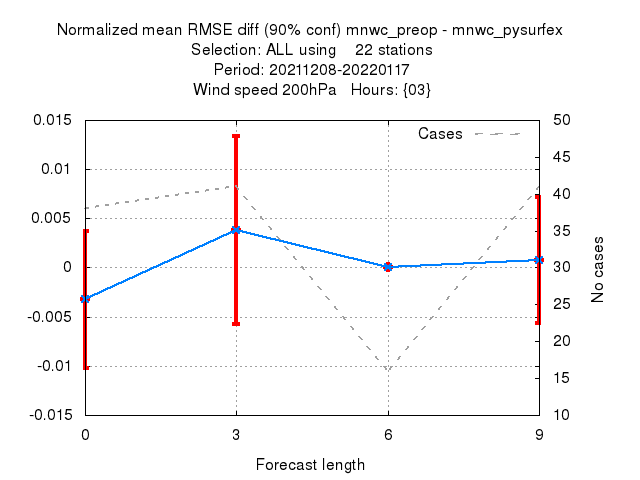 Normalized mean RMSE diff (90% conf) mnwc_preop - mnwc_pysurfex
Selection: ALL using 22 stations
Period: 20211208-20220117
Wind speed 200hPa Hours: {03}
Cases
0.015
0.01
0.005
0
-0.005
-0.01
-0.015
50
45
40
35
30
25
20
15
10
No cases
0 3 6 9
Forecast length